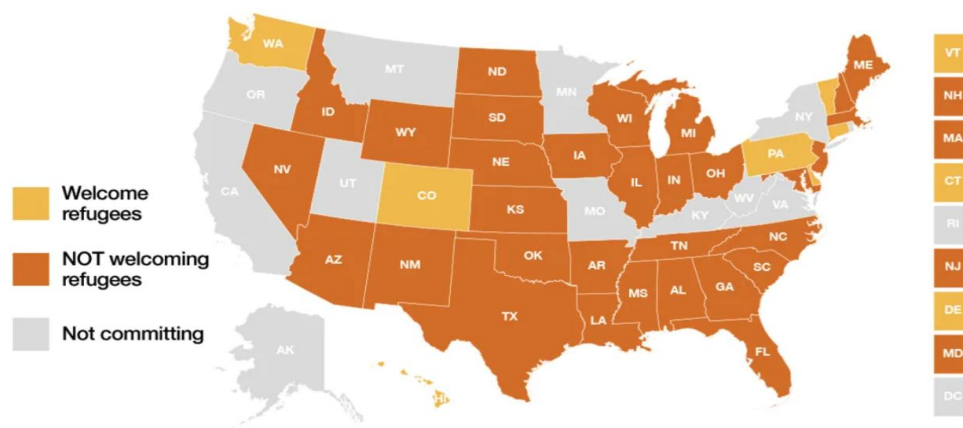 WA
MT
ND
ME
VT
OR
ID
MN
NH
WY
SD
WI
MI
NY
MA
NV
NE
IA
PA
CT
UT
CO
IL
IN
OH
CA
KS
MO
KY
WV
VA
RI
Welcome
refugees
NOT welcoming
refugees
Not committing
AZ
NM
OK
AR
TN
NC
SC
MS
AL
GA
NJ
TX
LA
DE
AK
FL
MD
HI
DC